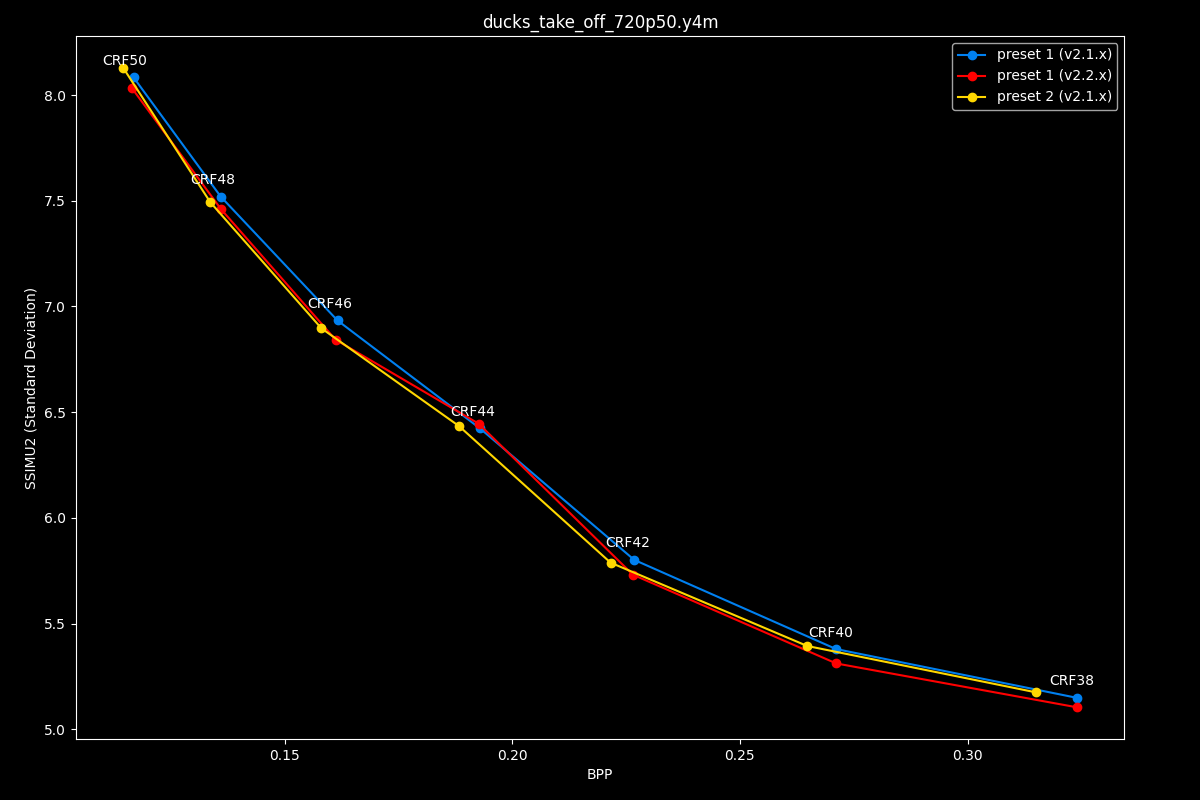 ducks_take_off_720p50.y4m
preset 1 (v2.1.x)
preset 1 (v2.2.x)
preset 2 (v2.1.x)
CRF50
CRF48
CRF46
CRF44
CRF42
CRF40
CRF38
SSIMU2 (Standard Deviation)
8.0
7.5
7.0
6.5
6.0
5.5
5.0
0.15
0.20
0.25
0.30
BPP